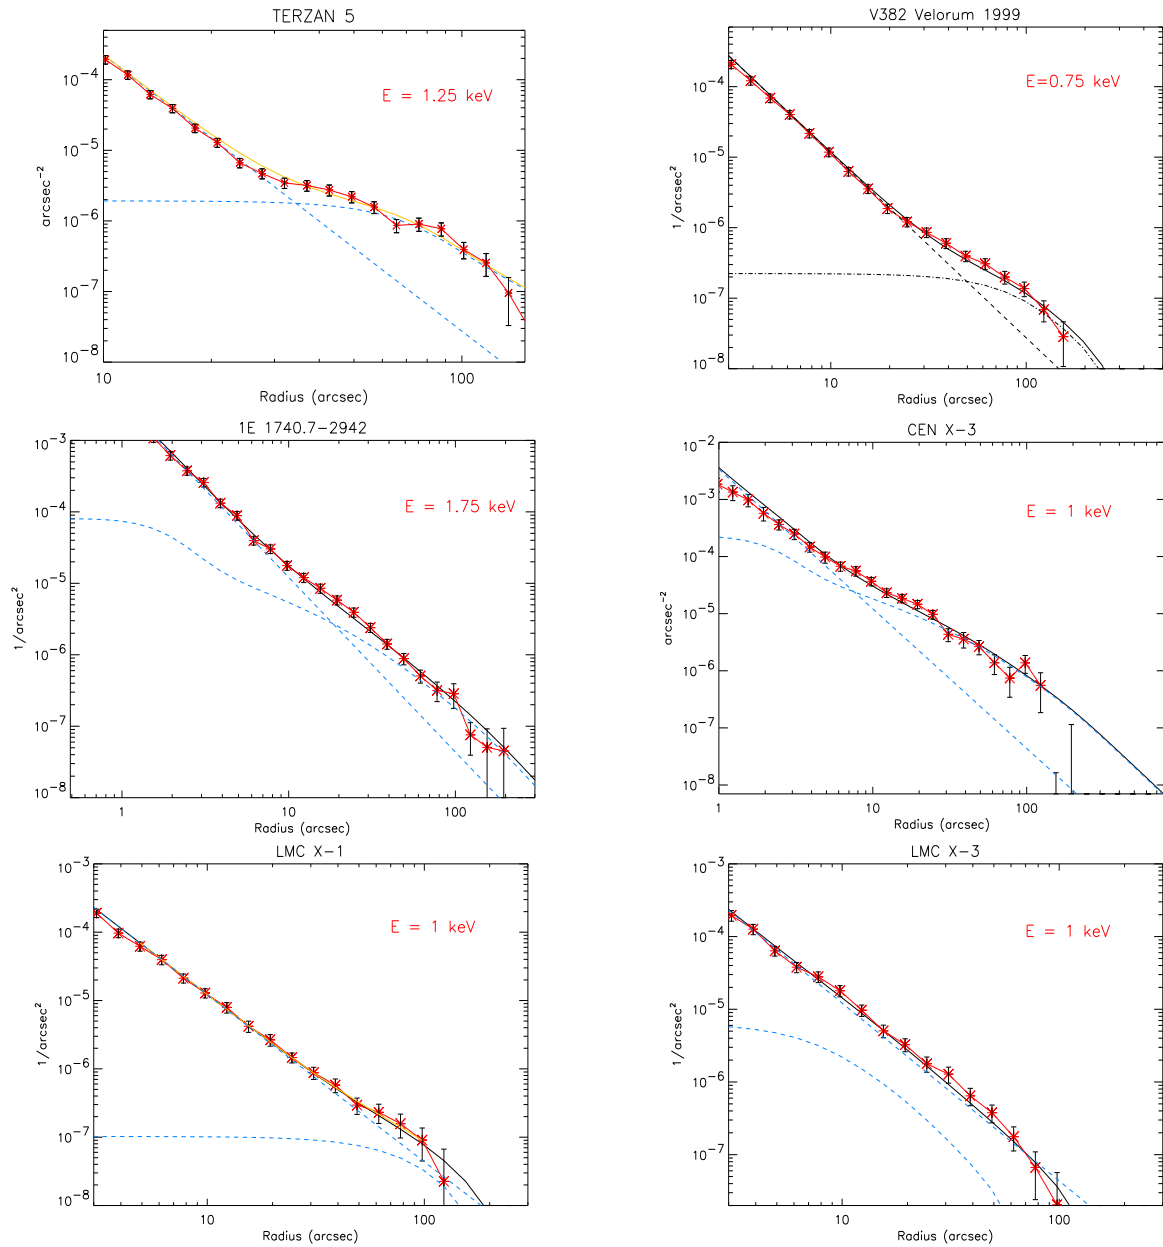 TERZAN 5
E = 1.25 keV
arcsec⁻²
10⁻⁴
10⁻⁵
10⁻⁶
10⁻⁷
10⁻⁸
10
100
Radius (arcsec)
V382 Velorum 1999
E=0.75 keV
1/arcsec²
10⁻⁴
10⁻⁵
10⁻⁶
10⁻⁷
10⁻⁸
10
100
Radius (arcsec)
1E 1740.7−2942
E = 1.75 keV
1/arcsec²
10⁻³
10⁻⁴
10⁻⁵
10⁻⁶
10⁻⁷
10⁻⁸
1
10
100
Radius (arcsec)
CEN X−3
E = 1 keV
arcsec⁻²
10⁻²
10⁻³
10⁻⁴
10⁻⁵
10⁻⁶
10⁻⁷
10⁻⁸
1
10
100
Radius (arcsec)
LMC X−1
E = 1 keV
1/arcsec²
10⁻³
10⁻⁴
10⁻⁵
10⁻⁶
10⁻⁷
10⁻⁸
10
100
Radius (arcsec)
LMC X−3
E = 1 keV
1/arcsec²
10⁻³
10⁻⁴
10⁻⁵
10⁻⁶
10⁻⁷
10
100
Radius (arcsec)